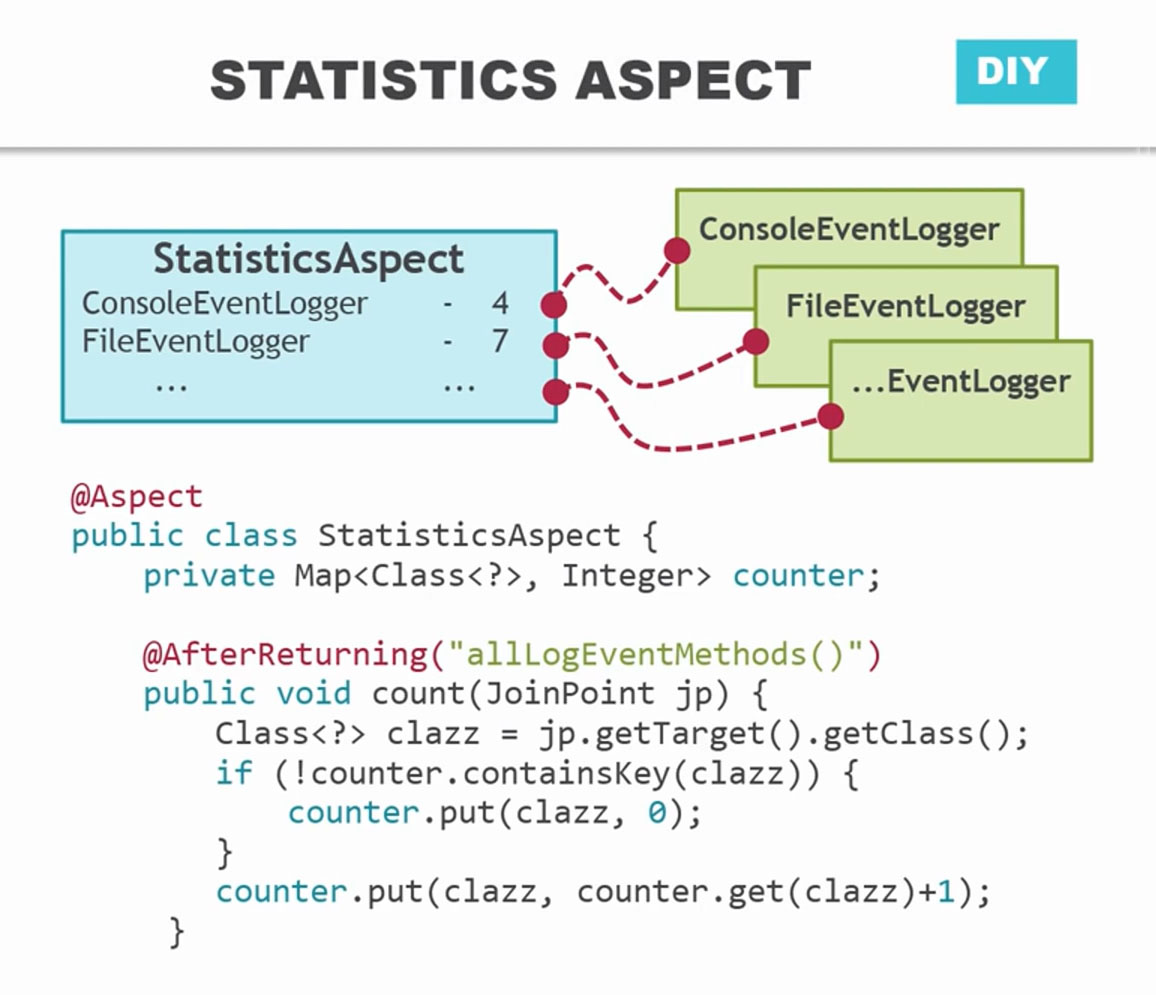 STATISTICS ASPECT
DIY
StatisticsAspect
ConsoleEventLogger - 4
FileEventLogger - 7
... ...
ConsoleEventLogger
FileEventLogger
...EventLogger
@Aspect
public class StatisticsAspect {
    private Map<Class<?>, Integer> counter;
    @AfterReturning("allLogEventMethods()")
    public void count(JoinPoint jp) {
        Class<?> clazz = jp.getTarget().getClass();
        if (!counter.containsKey(clazz)) {
            counter.put(clazz, 0);
        }
        counter.put(clazz, counter.get(clazz)+1);
    }